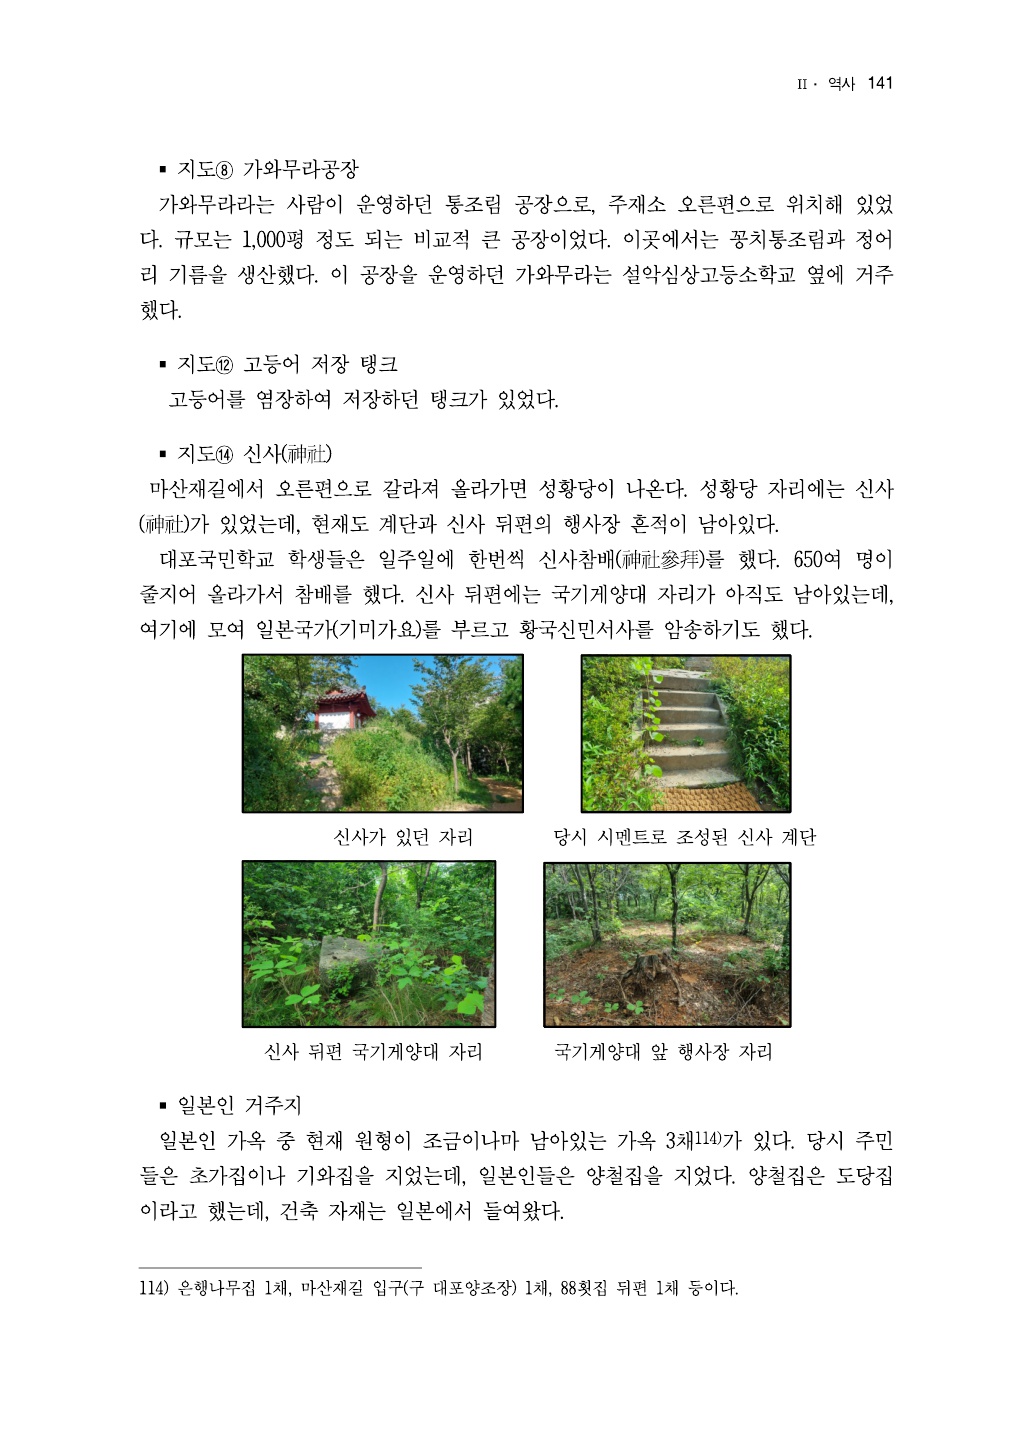 II · 역사 141
▪ 지도⑧ 가와무라공장
가와무라라는 사람이 운영하던 통조림 공장으로, 주재소 오른편으로 위치해 있었
다. 규모는 1,000평 정도 되는 비교적 큰 공장이었다. 이곳에서는 꽁치통조림과 정어
리 기름을 생산했다. 이 공장을 운영하던 가와무라는 설악심상고등소학교 옆에 거주
했다.
▪ 지도⑫ 고등어 저장 탱크
고등어를 염장하여 저장하던 탱크가 있었다.
▪ 지도⑭ 신사(神社)
마산재길에서 오른편으로 갈라져 올라가면 성황당이 나온다. 성황당 자리에는 신사
(神社)가 있었는데, 현재도 계단과 신사 뒤편의 행사장 흔적이 남아있다.
대포국민학교 학생들은 일주일에 한번씩 신사참배(神社參拜)를 했다. 650여 명이
줄지어 올라가서 참배를 했다. 신사 뒤편에는 국기게양대 자리가 아직도 남아있는데,
여기에 모여 일본국가(기미가요)를 부르고 황국신민서사를 암송하기도 했다.
신사가 있던 자리 당시 시멘트로 조성된 신사 계단
신사 뒤편 국기게양대 자리 국기게양대 앞 행사장 자리
▪ 일본인 거주지
일본인 가옥 중 현재 원형이 조금이나마 남아있는 가옥 3채114)가 있다. 당시 주민
들은 초가집이나 기와집을 지었는데, 일본인들은 양철집을 지었다. 양철집은 도당집
이라고 했는데, 건축 자재는 일본에서 들여왔다.
114) 은행나무집 1채, 마산재길 입구(구 대포양조장) 1채, 88횟집 뒤편 1채 등이다.